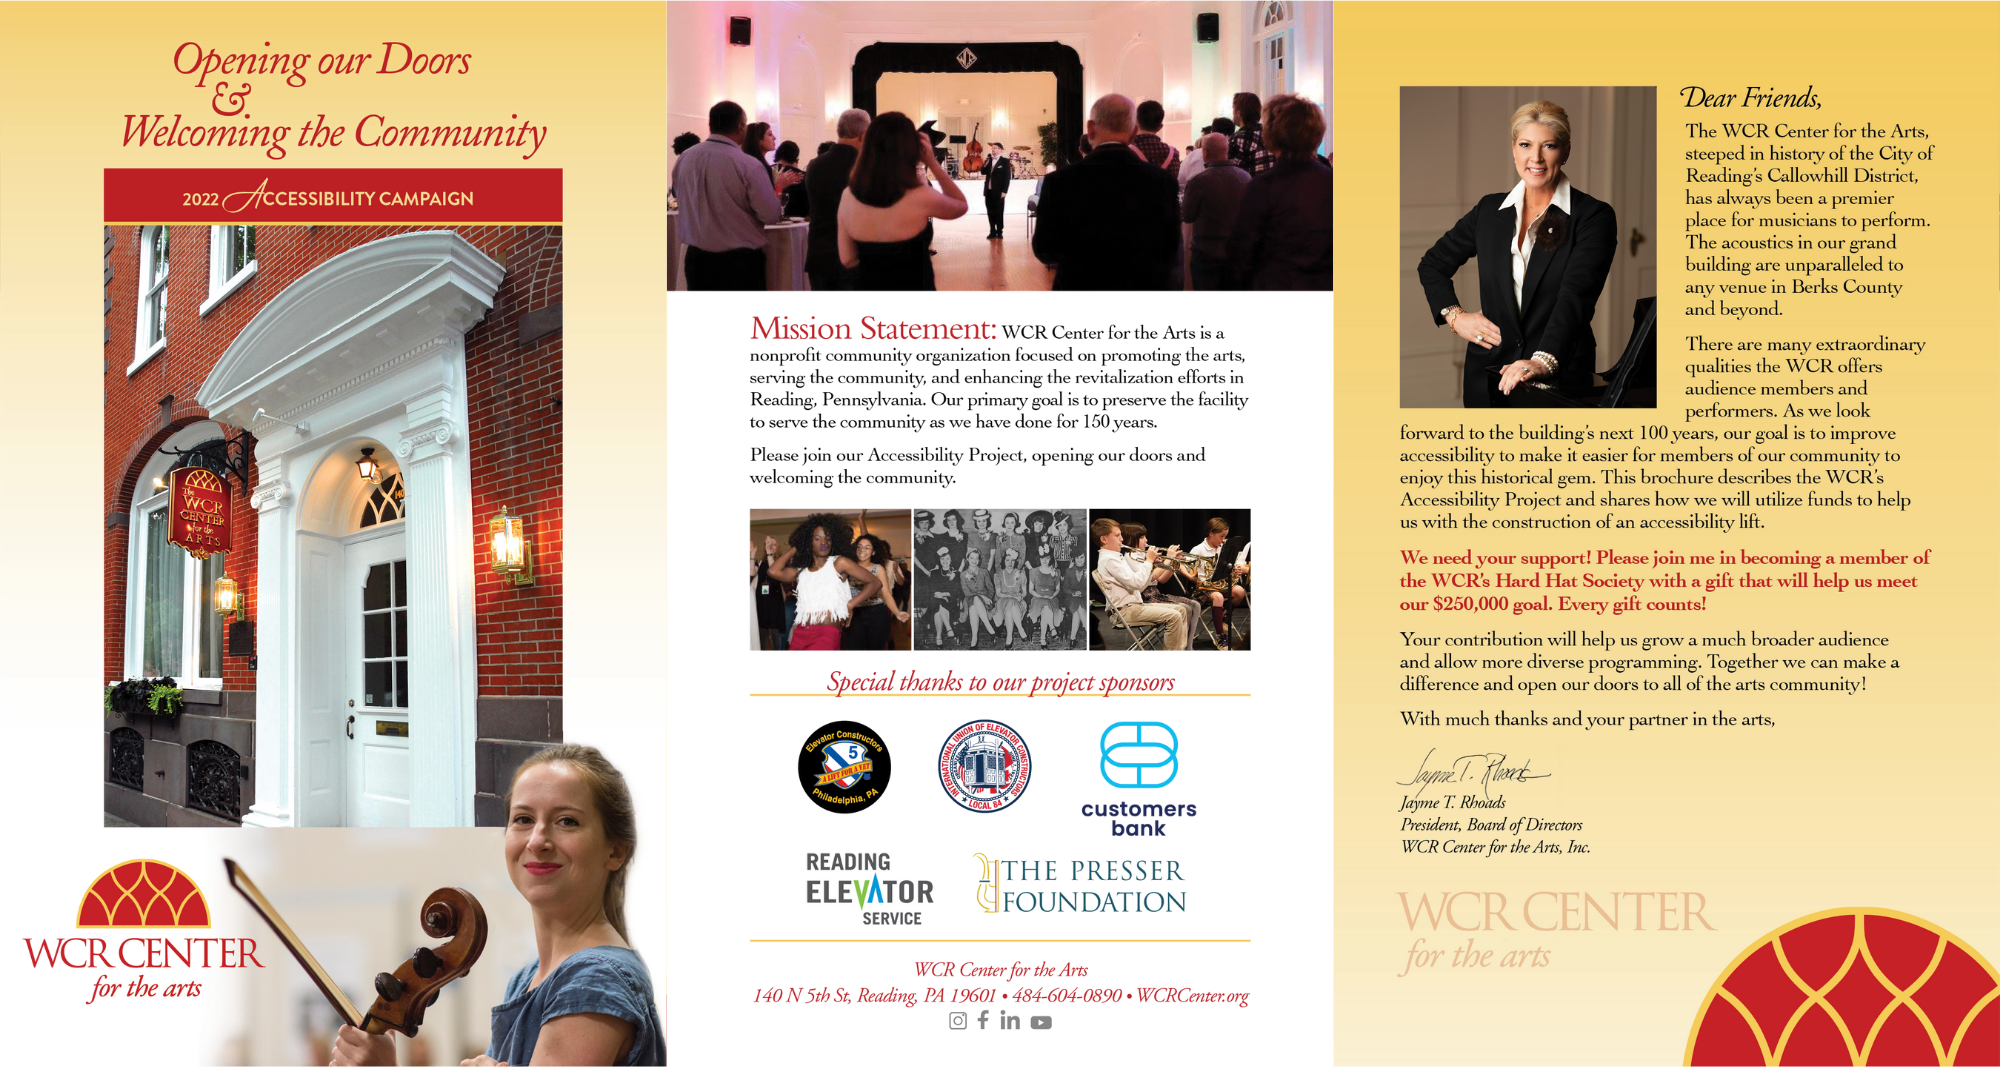 Opening our Doors
&
Welcoming the Community
2022 ACCESSIBILITY CAMPAIGN
140
The
WCR
CENTER
for the
ARTS
WCR CENTER
for the arts
WCR
Mission Statement: WCR Center for the Arts is a
nonprofit community organization focused on promoting the arts,
serving the community, and enhancing the revitalization efforts in
Reading, Pennsylvania. Our primary goal is to preserve the facility
to serve the community as we have done for 150 years.
Please join our Accessibility Project, opening our doors and
welcoming the community.
Special thanks to our project sponsors
Elevator Constructors
5
A LIFT FOR A VET
Philadelphia, PA
INTERNATIONAL UNION OF ELEVATOR CONSTRUCTORS
LOCAL 84
customers
bank
READING
ELEVATOR
SERVICE
THE PRESSER
FOUNDATION
WCR Center for the Arts
140 N 5th St, Reading, PA 19601 • 484-604-0890 • WCRCenter.org
Dear Friends,
The WCR Center for the Arts,
steeped in history of the City of
Reading's Callowhill District,
has always been a premier
place for musicians to perform.
The acoustics in our grand
building are unparalleled to
any venue in Berks County
and beyond.
There are many extraordinary
qualities the WCR offers
audience members and
performers. As we look
forward to the building's next 100 years, our goal is to improve
accessibility to make it easier for members of our community to
enjoy this historical gem. This brochure describes the WCR's
Accessibility Project and shares how we will utilize funds to help
us with the construction of an accessibility lift.
We need your support! Please join me in becoming a member of
the WCR's Hard Hat Society with a gift that will help us meet
our $250,000 goal. Every gift counts!
Your contribution will help us grow a much broader audience
and allow more diverse programming. Together we can make a
difference and open our doors to all of the arts community!
With much thanks and your partner in the arts,
Jayme T. Rhoads
Jayme T. Rhoads
President, Board of Directors
WCR Center for the Arts, Inc.
WCR CENTER
for the arts